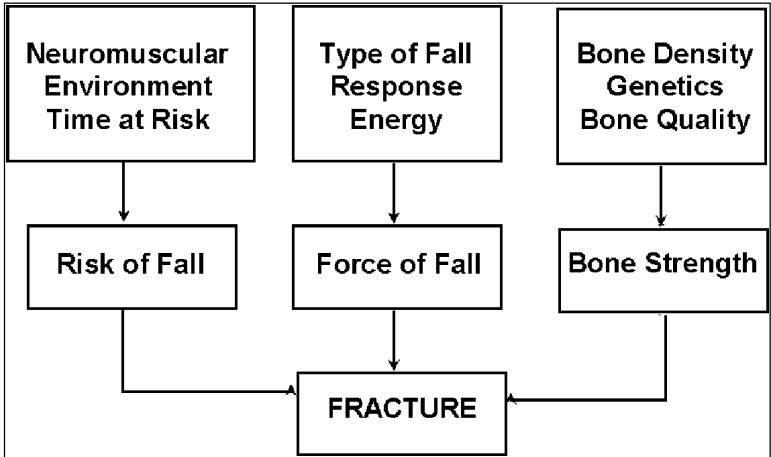 Neuromuscular
Environment
Time at Risk
Type of Fall
Response
Energy
Bone Density
Genetics
Bone Quality
Risk of Fall
Force of Fall
Bone Strength
FRACTURE